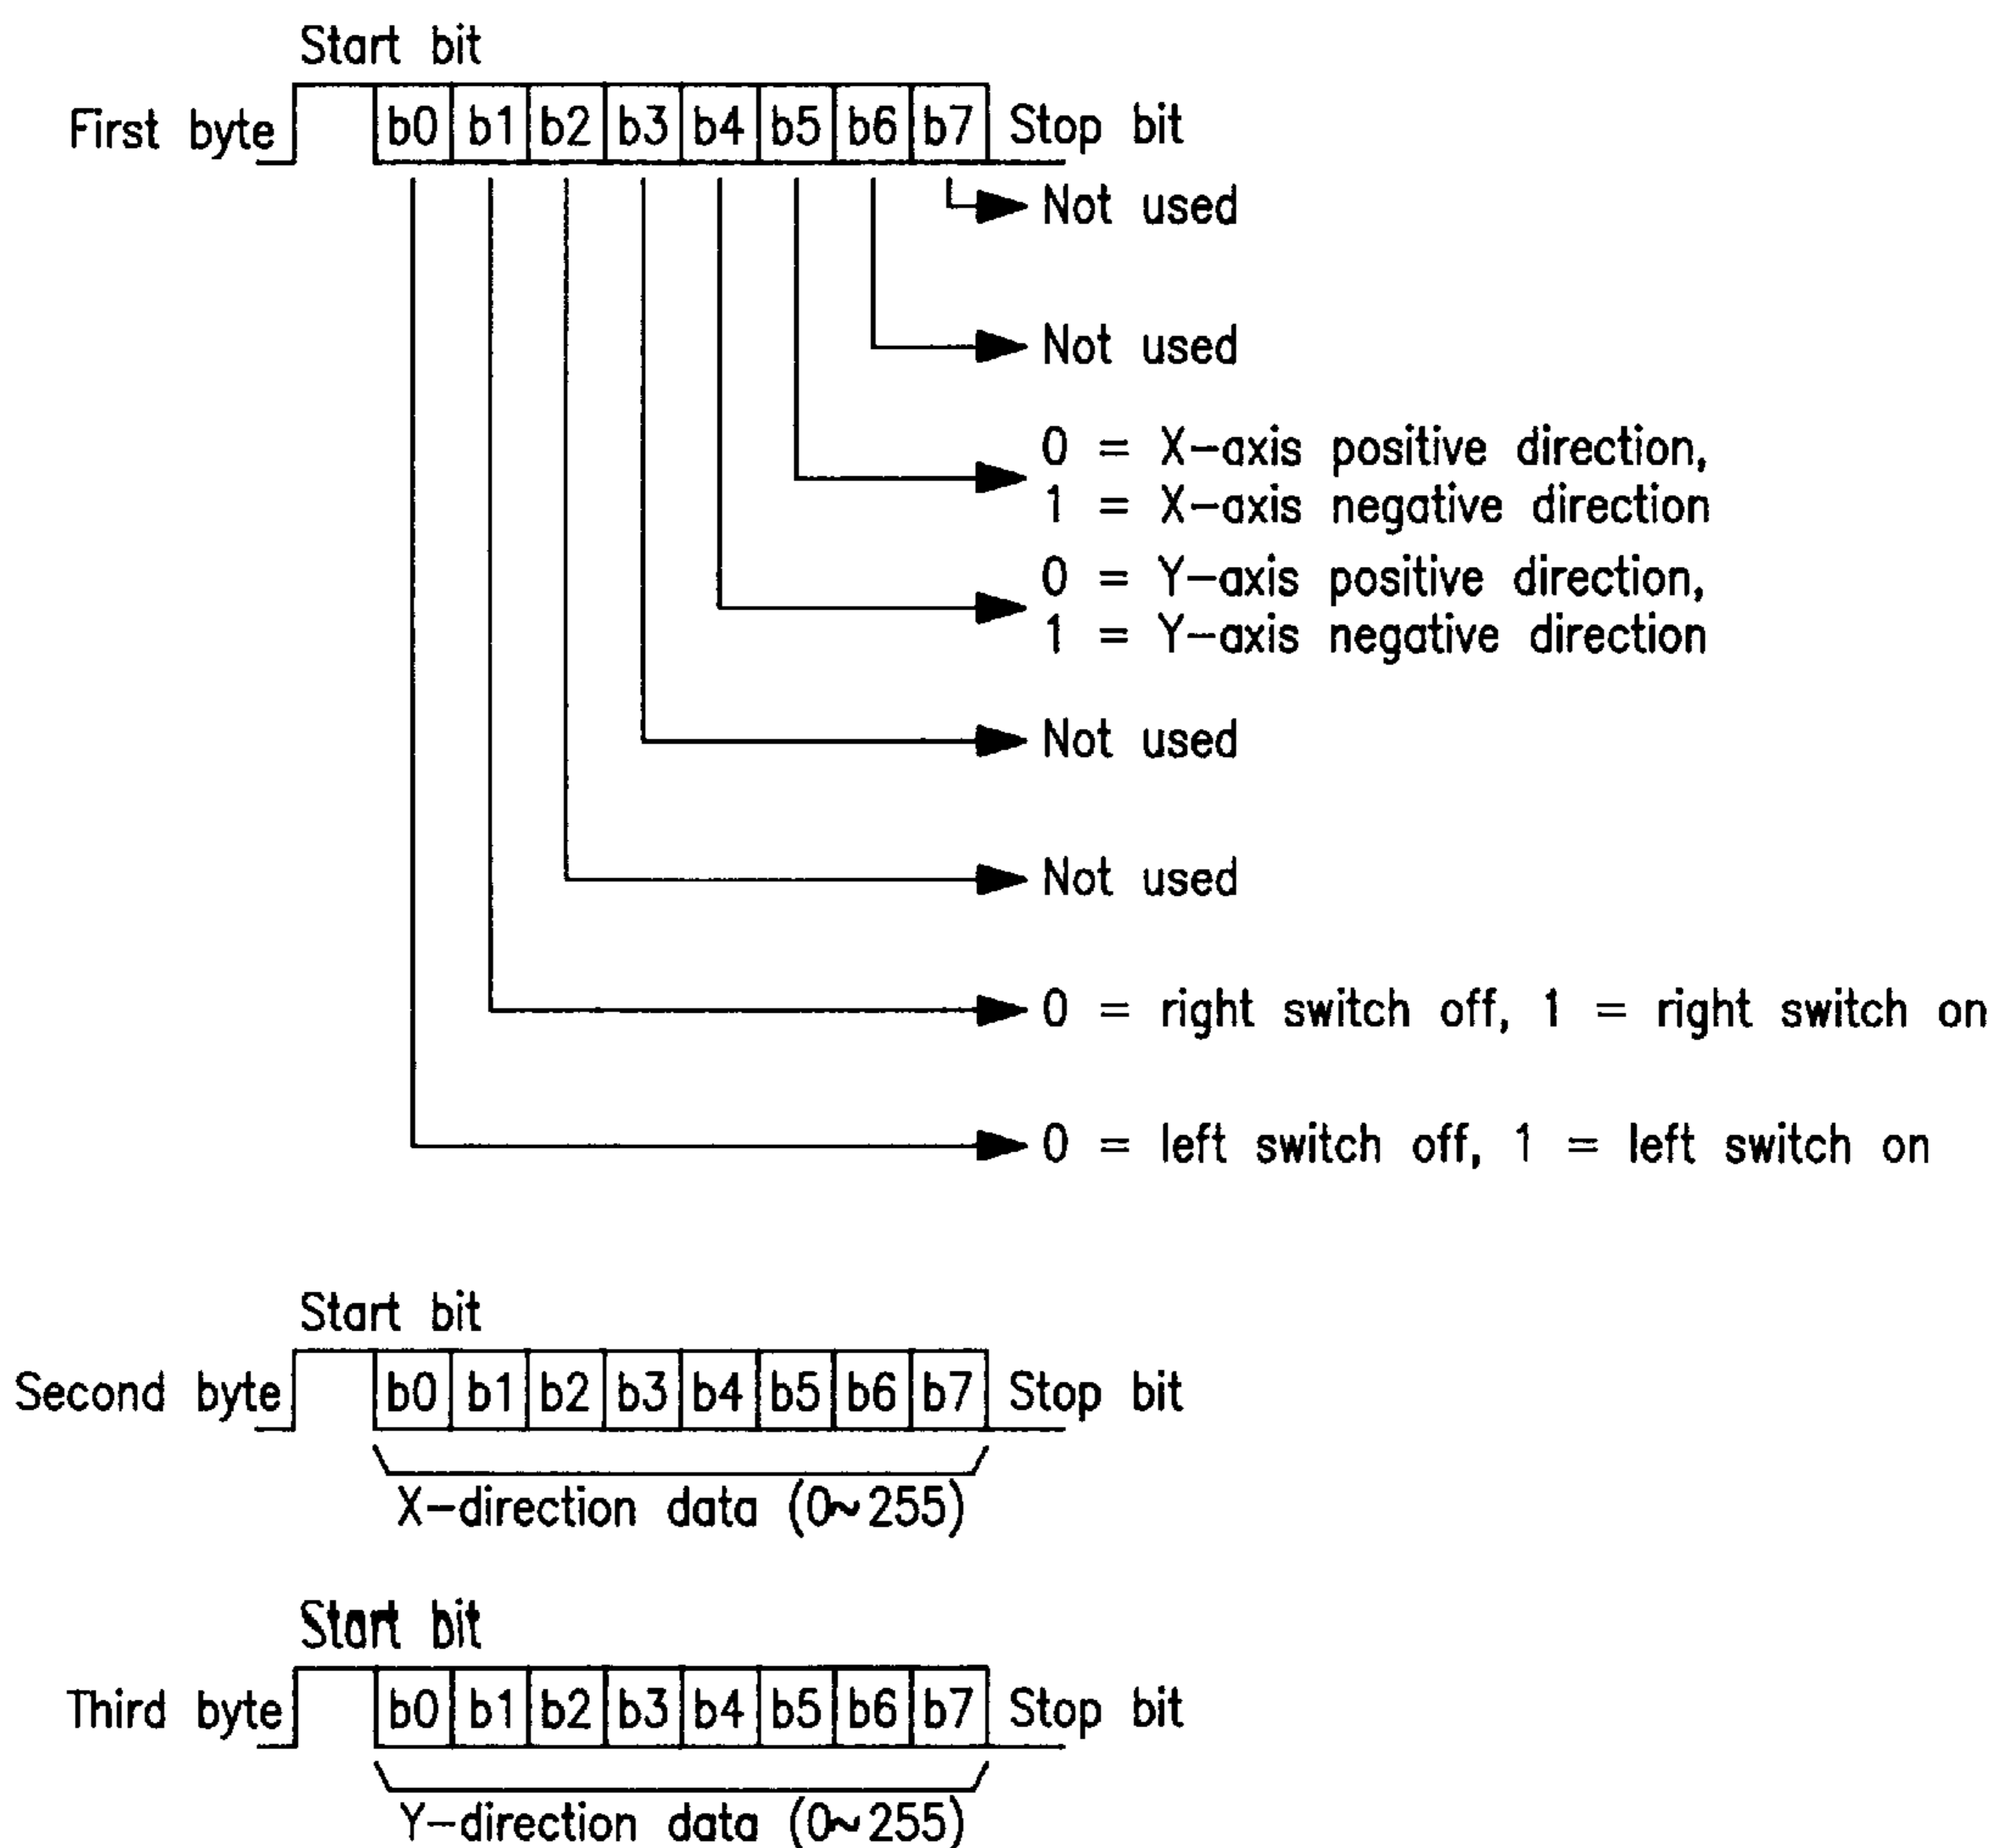 Start bit
First byte b0 b1 b2 b3 b4 b5 b6 b7 Stop bit
Not used
Not used
0 = X-axis positive direction,
1 = X-axis negative direction
0 = Y-axis positive direction,
1 = Y-axis negative direction
Not used
Not used
0 = right switch off, 1 = right switch on
0 = left switch off, 1 = left switch on
Start bit
Second byte b0 b1 b2 b3 b4 b5 b6 b7 Stop bit
X-direction data (0~255)
Start bit
Third byte b0 b1 b2 b3 b4 b5 b6 b7 Stop bit
Y-direction data (0~255)